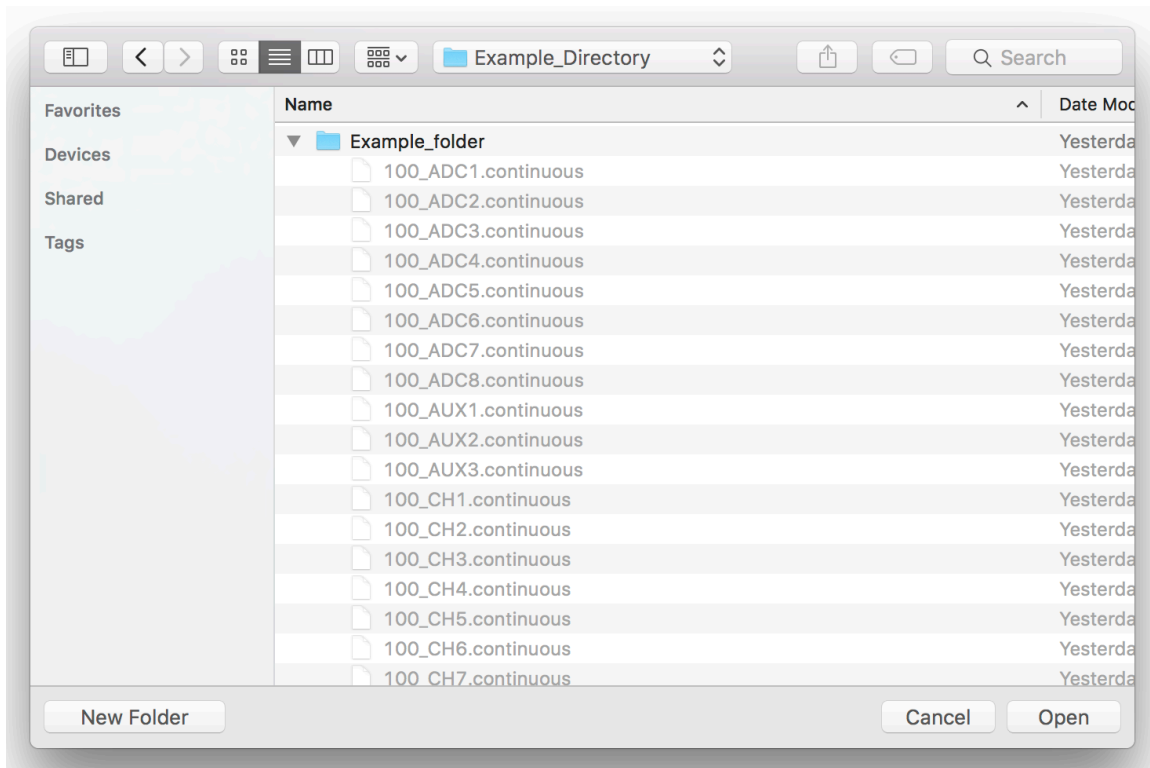 Example_Directory Search
Favorites
Devices
Shared
Tags
Name Date Mod
Example_folder Yesterda
100_ADC1.continuous Yesterda
100_ADC2.continuous Yesterda
100_ADC3.continuous Yesterda
100_ADC4.continuous Yesterda
100_ADC5.continuous Yesterda
100_ADC6.continuous Yesterda
100_ADC7.continuous Yesterda
100_ADC8.continuous Yesterda
100_AUX1.continuous Yesterda
100_AUX2.continuous Yesterda
100_AUX3.continuous Yesterda
100_CH1.continuous Yesterda
100_CH2.continuous Yesterda
100_CH3.continuous Yesterda
100_CH4.continuous Yesterda
100_CH5.continuous Yesterda
100_CH6.continuous Yesterda
100_CH7.continuous Yesterda
New Folder Cancel Open